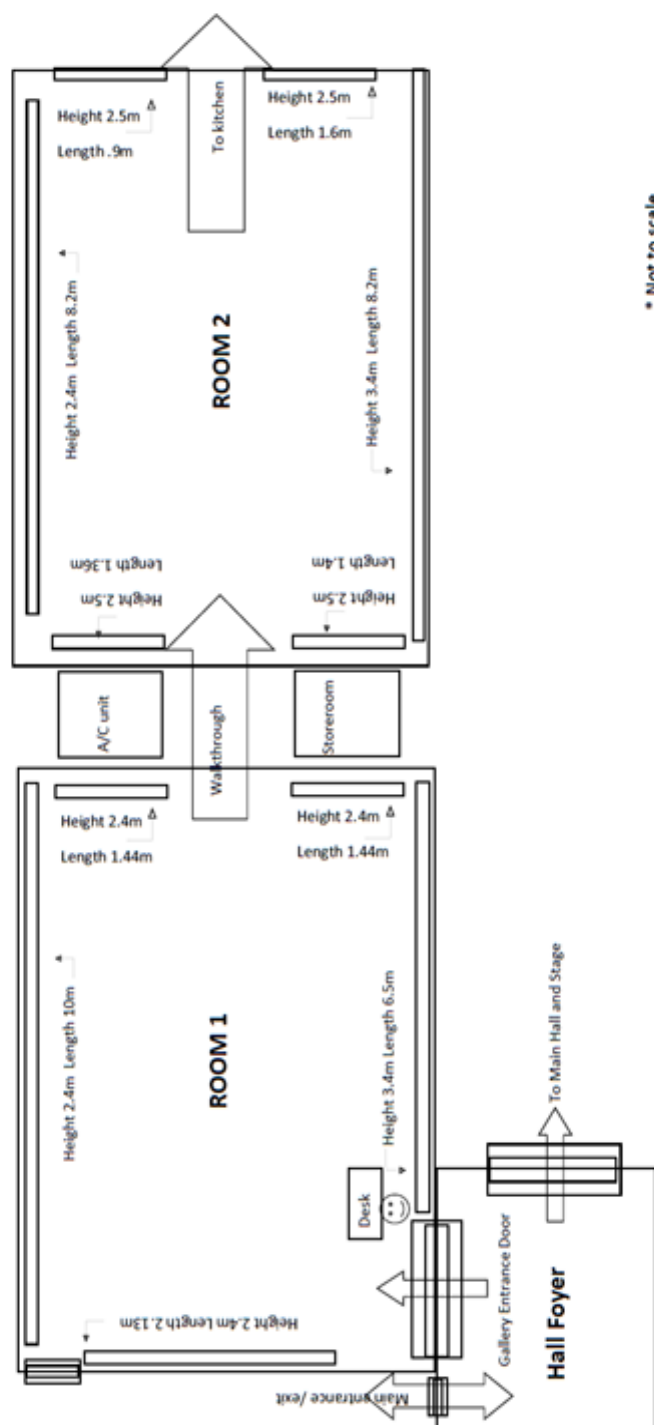 To kitchen
Height 2.5m
Length .9m
Height 2.5m
Length 1.6m
Height 2.4m Length 8.2m
ROOM 2
Height 3.4m Length 8.2m
Height 2.5m
Length 1.36m
Height 2.5m
Length 1.4m
A/C unit
Walkthrough
Storeroom
Height 2.4m
Length 1.44m
Height 2.4m
Length 1.44m
Height 2.4m Length 10m
ROOM 1
Height 3.4m Length 6.5m
Desk
Height 2.4m Length 2.13m
Main entrance / exit
Gallery Entrance Door
Hall Foyer
To Main Hall and Stage
* Not to scale